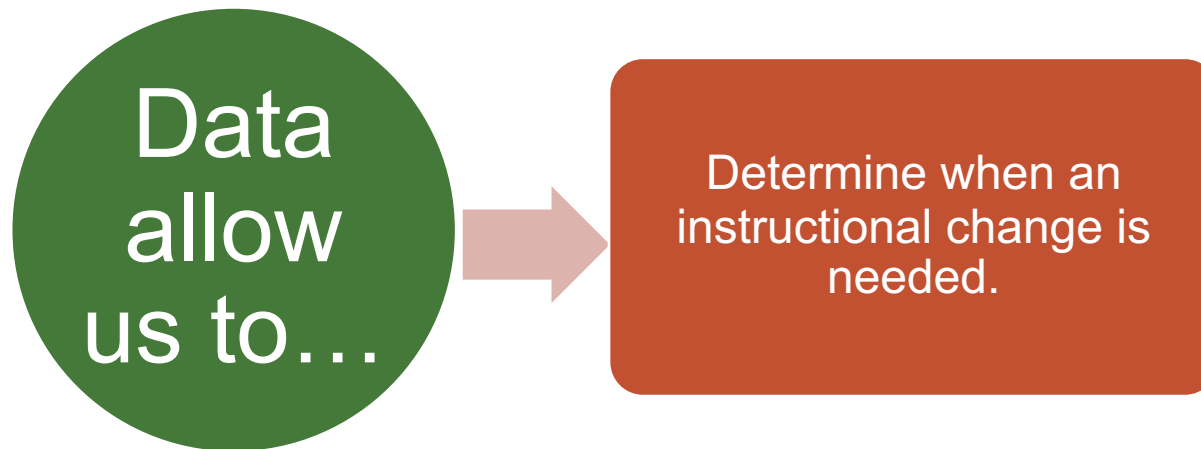 Data
allow
us to…
Determine when an
instructional change is
needed.